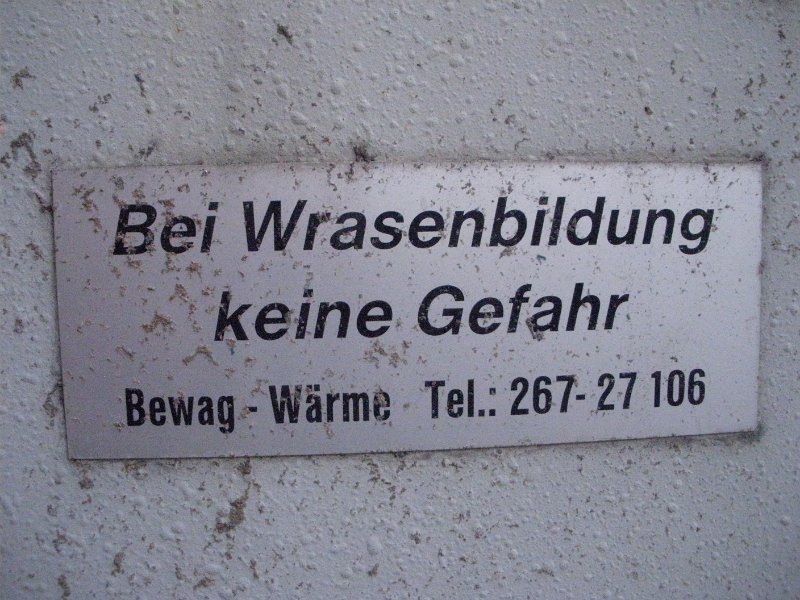 Bei Wrasenbildung
keine Gefahr
Bewag - Wärme Tel.: 267- 27 106